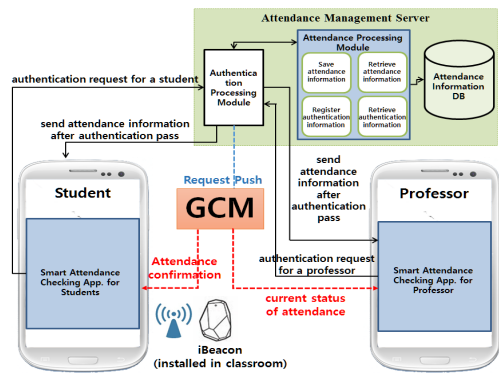 Attendance Management Server
Attendance Processing
Module
Save
attendance
information
Retrieve
attendance
information
Register
authentication
information
Retrieve
authentication
information
Authentica
tion
Processing
Module
Attendance
Information
DB
authentication request for a student
send attendance information
after authentication pass
Request Push
GCM
send
attendance
information
after
authentication
pass
Student
Professor
Smart Attendance
Checking App. for
Students
Attendance
confirmation
authentication request
for a professor
Smart Attendance
Checking App. for
Professor
current status
of attendance
iBeacon
(installed in classroom)